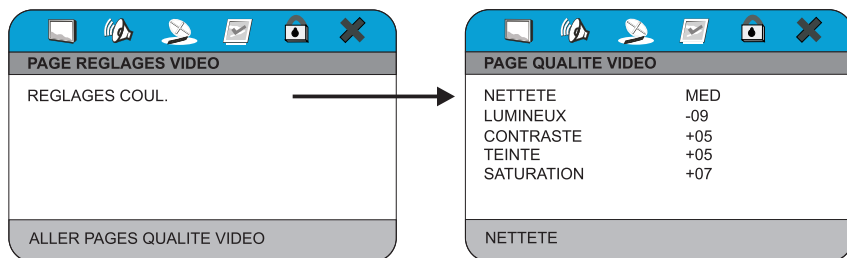 PAGE REGLAGES VIDEO
REGLAGES COUL.
ALLER PAGES QUALITE VIDEO
PAGE QUALITE VIDEO
NETTETE MED
LUMINEUX -09
CONTRASTE +05
TEINTE +05
SATURATION +07
NETTETE